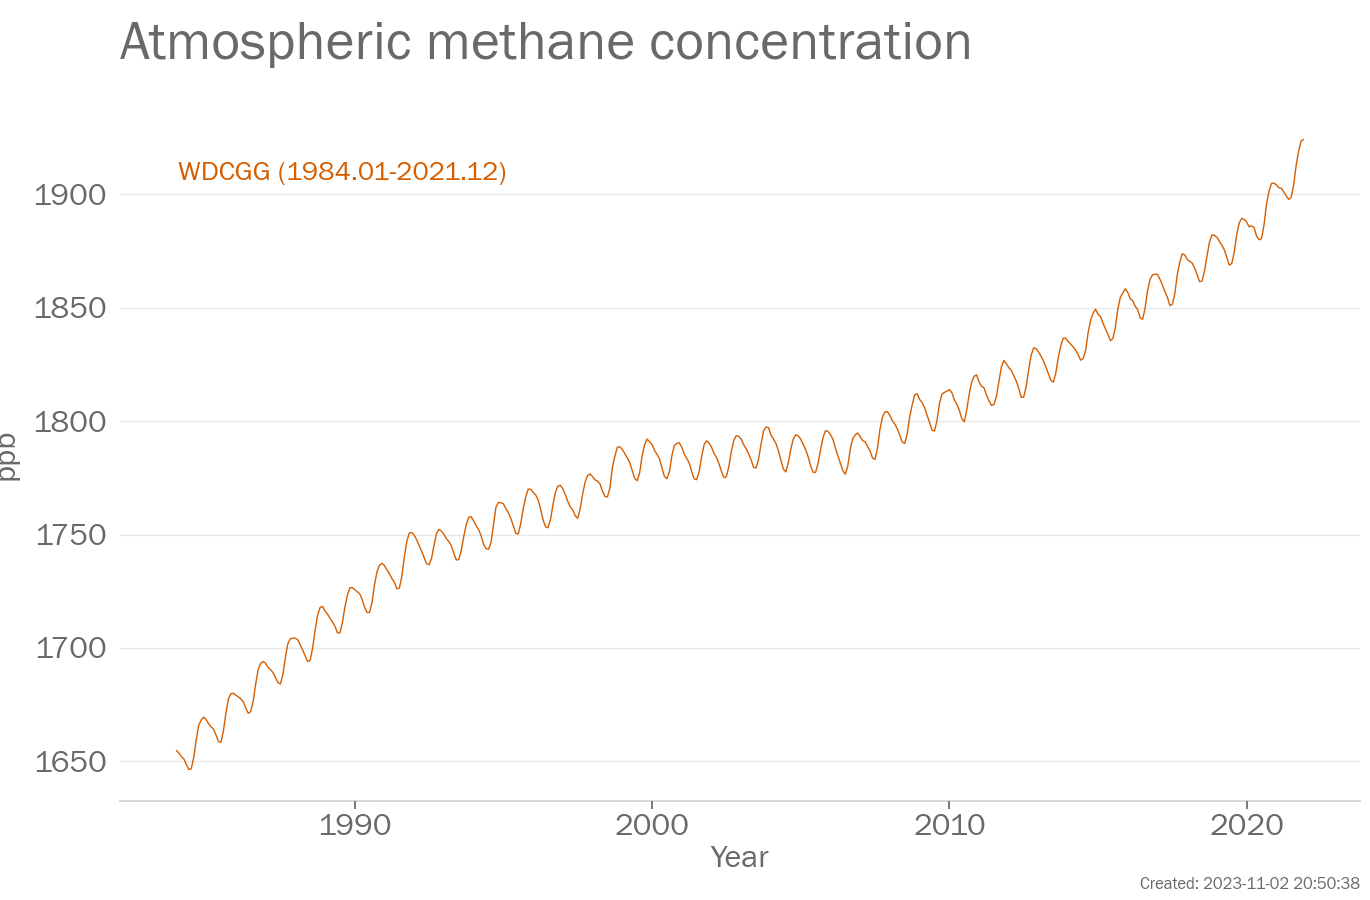 Atmospheric methane concentration
WDCGG (1984.01-2021.12)
1900
1850
1800
1750
1700
1650
ppb
1990 2000 2010 2020
Year
Created: 2023-11-02 20:50:38